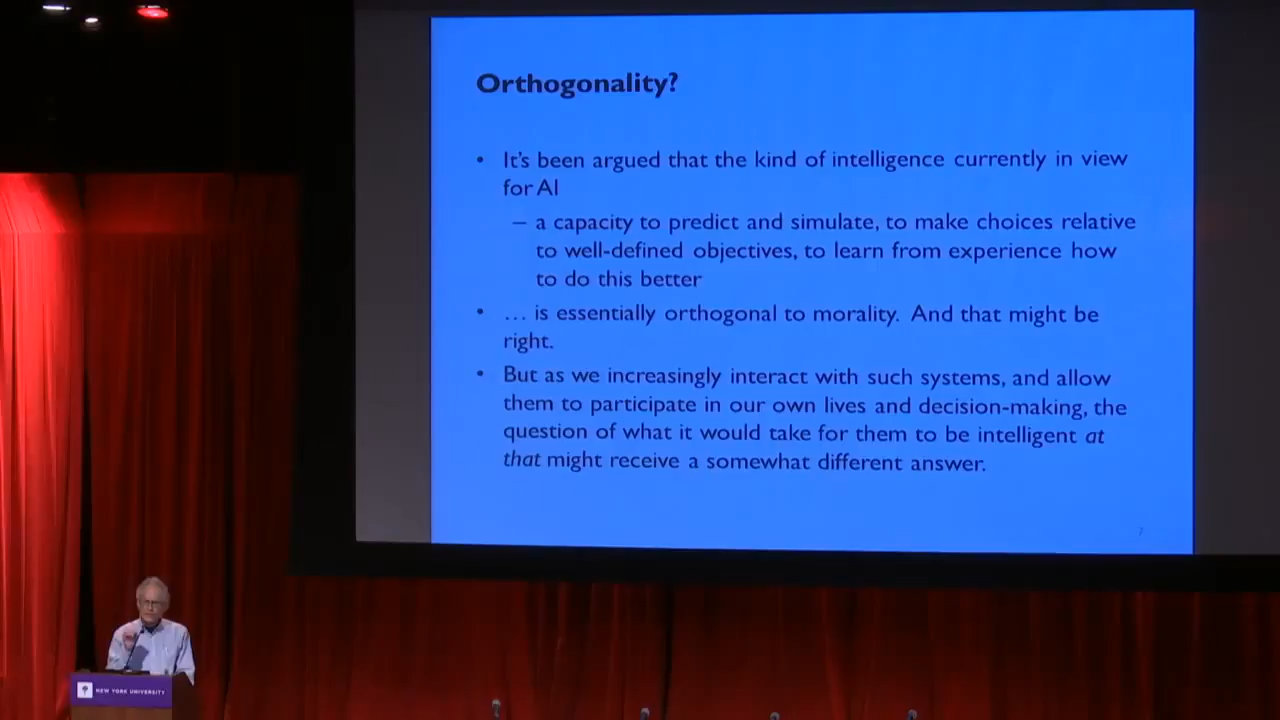 Orthogonality?
• It's been argued that the kind of intelligence currently in view
for AI
– a capacity to predict and simulate, to make choices relative
to well-defined objectives, to learn from experience how
to do this better
• … is essentially orthogonal to morality. And that might be
right.
• But as we increasingly interact with such systems, and allow
them to participate in our own lives and decision-making, the
question of what it would take for them to be intelligent at
that might receive a somewhat different answer.
7
NEW YORK UNIVERSITY